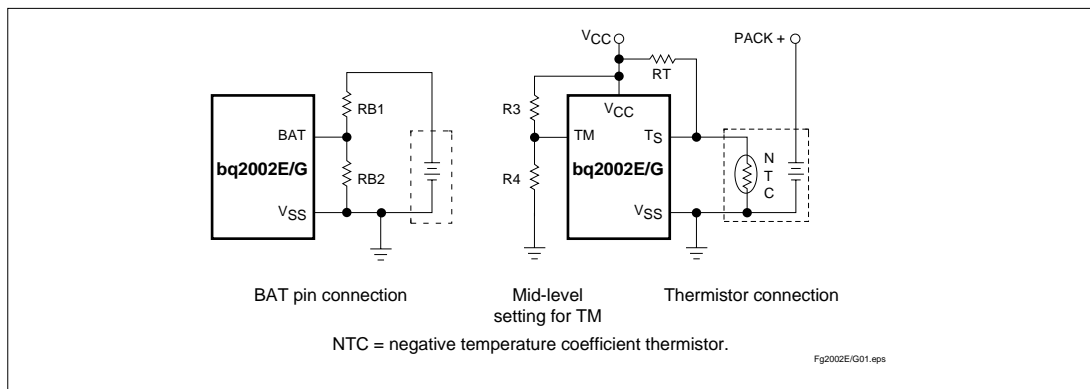 VCC
PACK +
RT
RB1
R3
VCC
BAT
TM
TS
bq2002E/G
RB2
R4
bq2002E/G
N
T
C
VSS
VSS
BAT pin connection
Mid-level
setting for TM
Thermistor connection
NTC = negative temperature coefficient thermistor.
Fg2002E/G01.eps